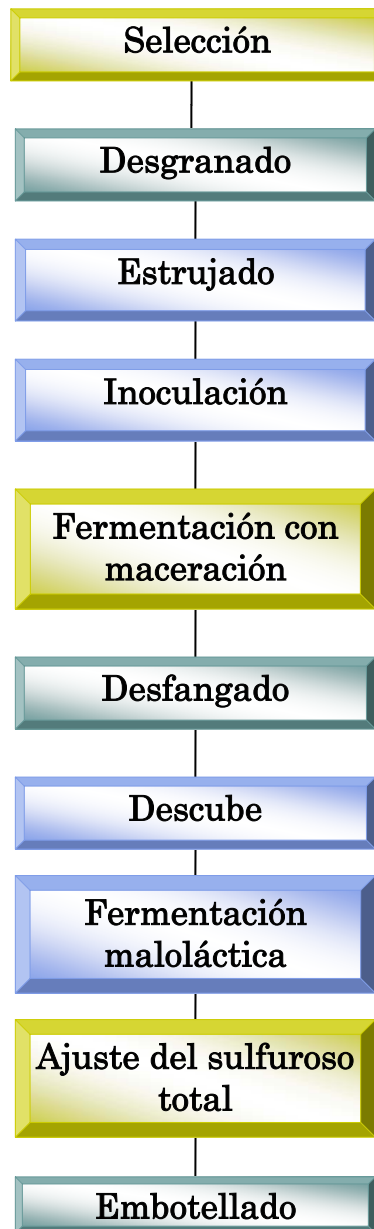 Selección
Desgranado
Estrujado
Inoculación
Fermentación con
maceración
Desfangado
Descube
Fermentación
maloláctica
Ajuste del sulfuroso
total
Embotellado